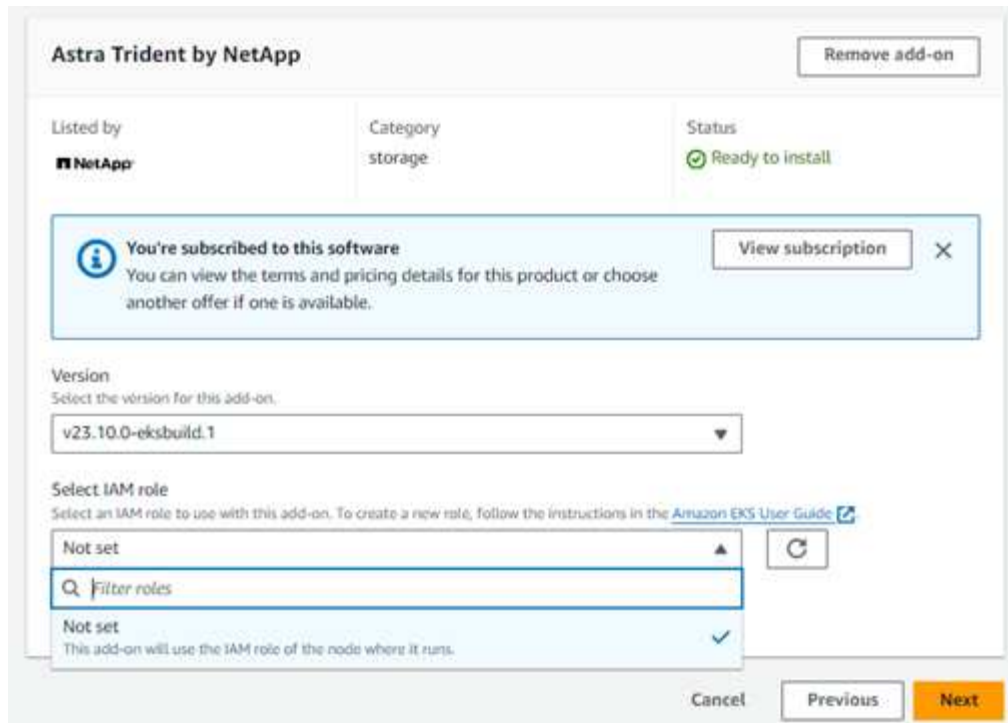 Astra Trident by NetApp
Remove add-on
Listed by
Category
Status
NetApp
storage
Ready to install
You're subscribed to this software
View subscription
You can view the terms and pricing details for this product or choose
another offer if one is available.
Version
Select the version for this add-on.
v23.10.0-eksbuild.1
Select IAM role
Select an IAM role to use with this add-on. To create a new role, follow the instructions in the Amazon EKS User Guide.
Not set
Filter roles
Not set
This add-on will use the IAM role of the node where it runs.
Cancel
Previous
Next